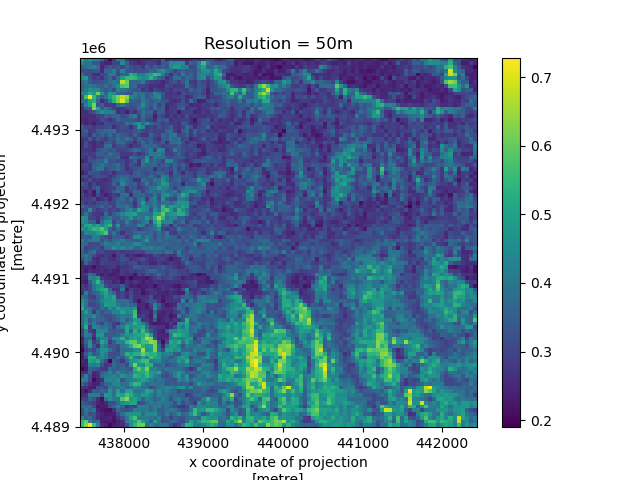 Resolution = 50m
1e6
4.493
4.492
4.491
4.490
4.489
438000 439000 440000 441000 442000
x coordinate of projection
[metre]
y coordinate of projection
[metre]
0.7
0.6
0.5
0.4
0.3
0.2